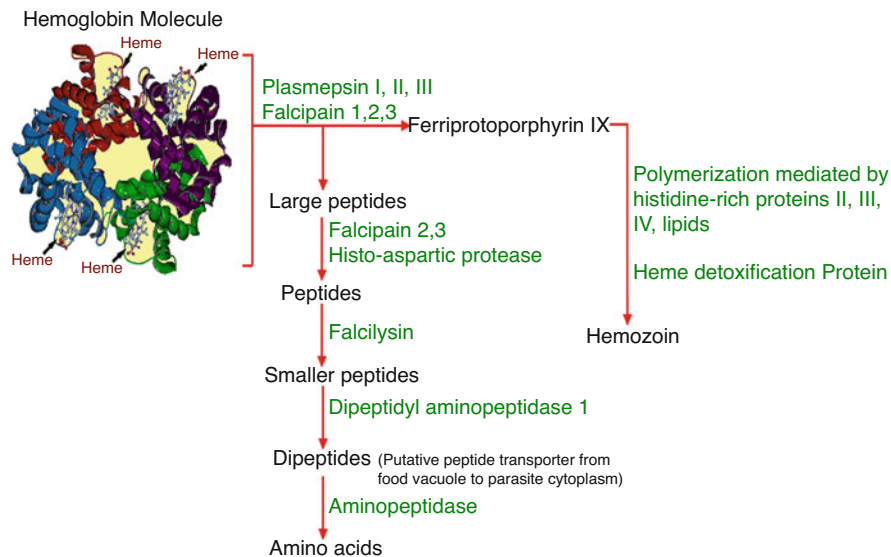 Hemoglobin Molecule
Heme
Heme
Heme
Heme
Plasmepsin I, II, III
Falcipain 1,2,3
Ferriprotoporphyrin IX
Large peptides
Falcipain 2,3
Histo-aspartic protease
Peptides
Falcilysin
Smaller peptides
Dipeptidyl aminopeptidase 1
Dipeptides (Putative peptide transporter from
food vacuole to parasite cytoplasm)
Aminopeptidase
Amino acids
Polymerization mediated by
histidine-rich proteins II, III,
IV, lipids
Heme detoxification Protein
Hemozoin